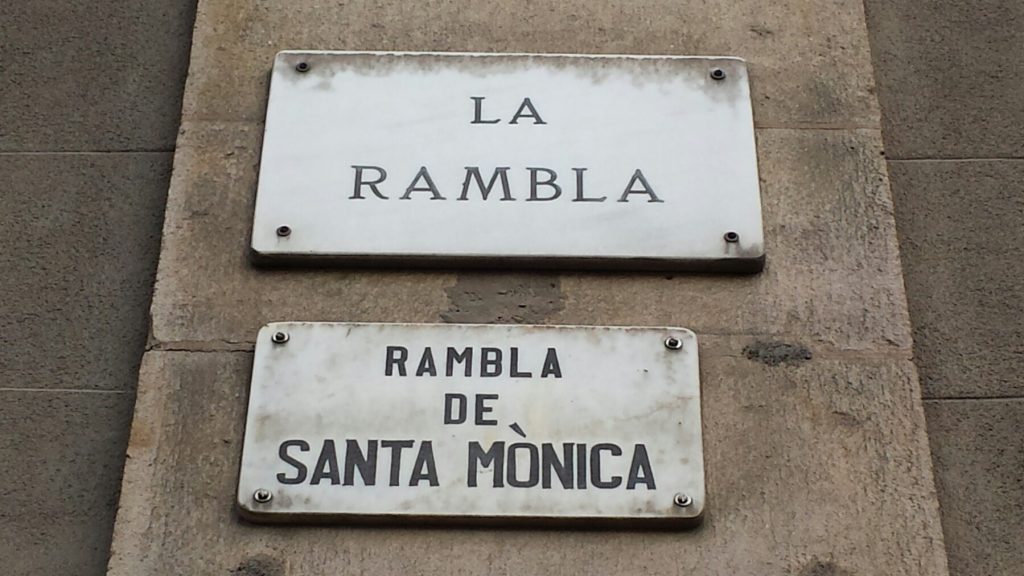 LA
RAMBLA
RAMBLA
DE
SANTA MÒNICA